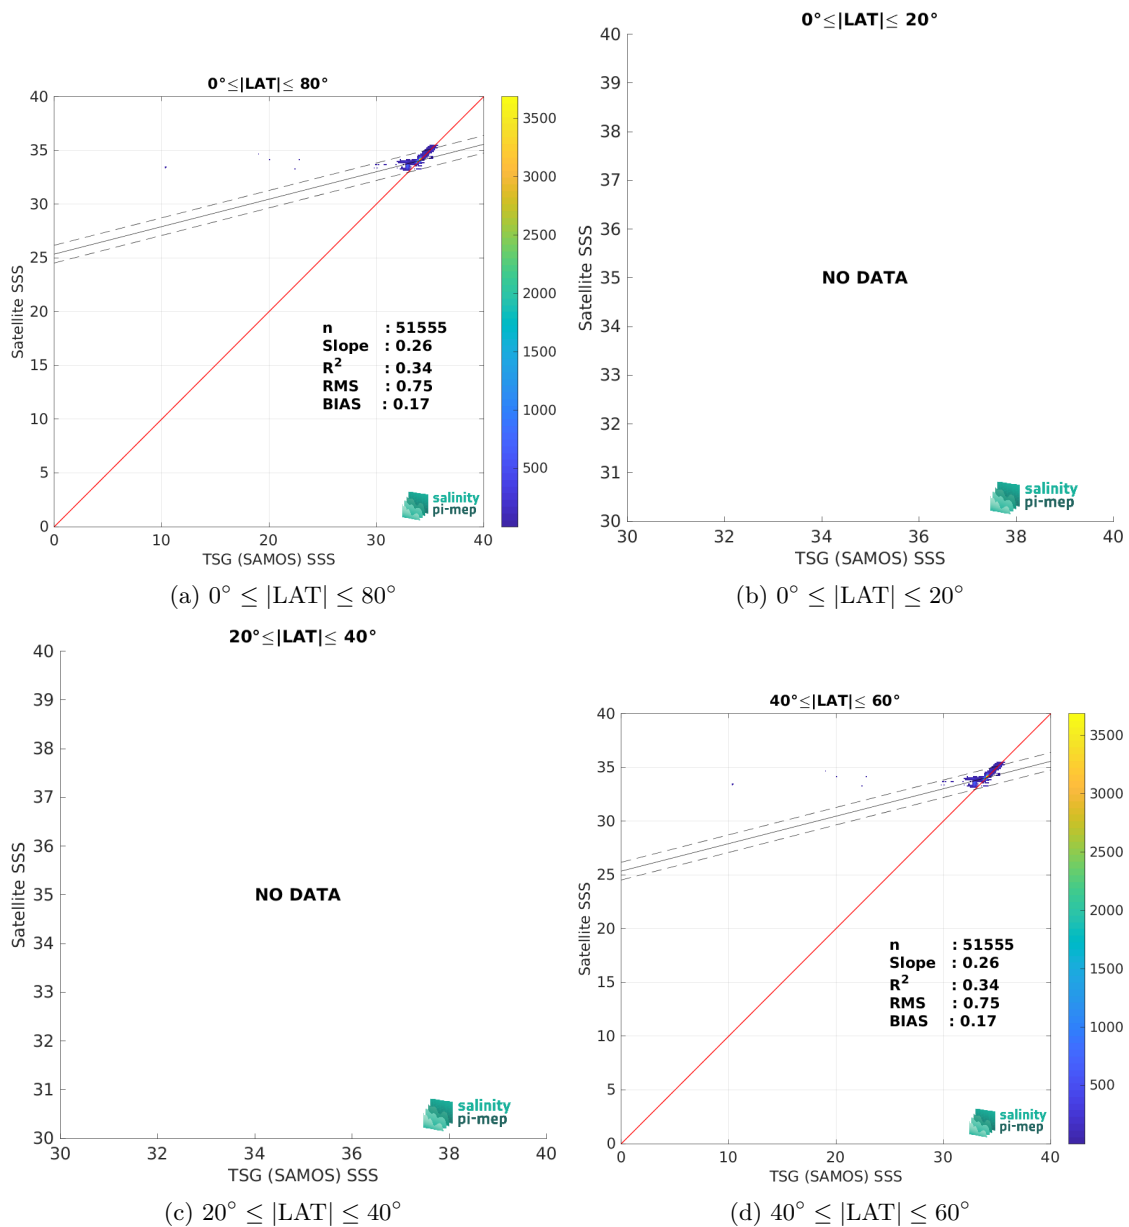 0°≤|LAT|≤ 80°
40
35
30
25
20
15
10
5
0
0 10 20 30 40
Satellite SSS
TSG (SAMOS) SSS
3500
3000
2500
2000
1500
1000
500
n : 51555
Slope : 0.26
R² : 0.34
RMS : 0.75
BIAS : 0.17
salinity
pi-mep
(a) 0° ≤ |LAT| ≤ 80°
0°≤|LAT|≤ 20°
40
39
38
37
36
35
34
33
32
31
30
30 32 34 36 38 40
Satellite SSS
TSG (SAMOS) SSS
NO DATA
salinity
pi-mep
(b) 0° ≤ |LAT| ≤ 20°
20°≤|LAT|≤ 40°
40
39
38
37
36
35
34
33
32
31
30
30 32 34 36 38 40
Satellite SSS
TSG (SAMOS) SSS
NO DATA
salinity
pi-mep
(c) 20° ≤ |LAT| ≤ 40°
40°≤|LAT|≤ 60°
40
35
30
25
20
15
10
5
0
0 10 20 30 40
Satellite SSS
TSG (SAMOS) SSS
3500
3000
2500
2000
1500
1000
500
n : 51555
Slope : 0.26
R² : 0.34
RMS : 0.75
BIAS : 0.17
salinity
pi-mep
(d) 40° ≤ |LAT| ≤ 60°